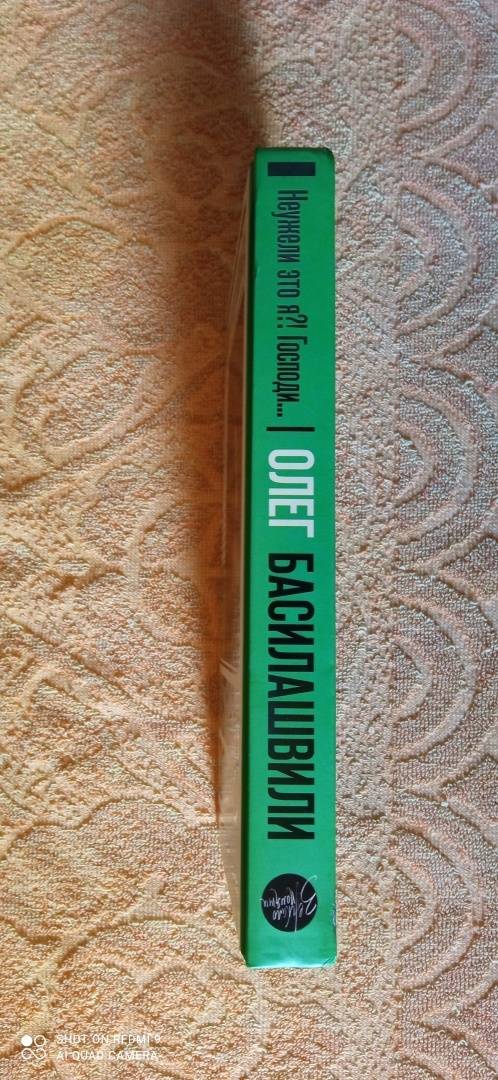 Неужели это я?! Господи... | ОЛЕГ БАСИЛАШВИЛИ
SHOT ON REDMI 9
AI QUAD CAMERA